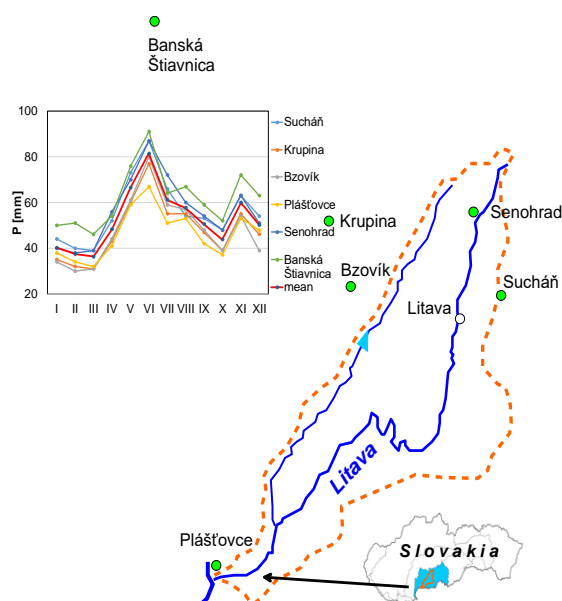 Banská
Štiavnica
100
80
60
40
20
P [mm]
I II III IV V VI VII VIII IX X XI XII
Sucháň
Krupina
Bzovík
Plášťovce
Senohrad
Banská
Štiavnica
mean
Krupina
Senohrad
Bzovík
Sucháň
Litava
Litava
Plášťovce
Slovakia